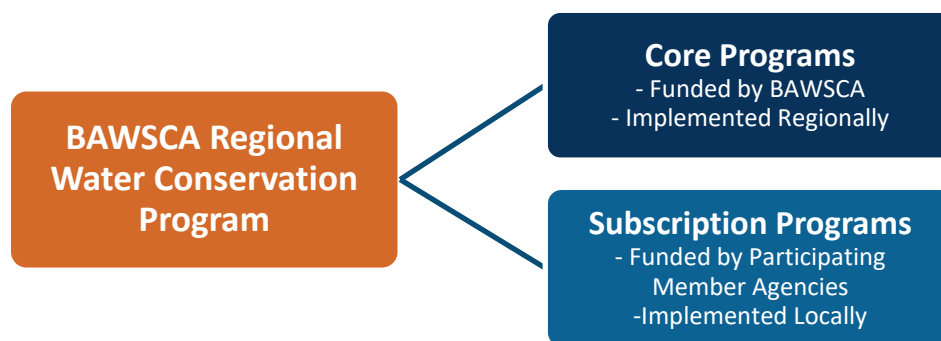 BAWSCA Regional
Water Conservation
Program
Core Programs
- Funded by BAWSCA
- Implemented Regionally
Subscription Programs
- Funded by Participating
Member Agencies
-Implemented Locally